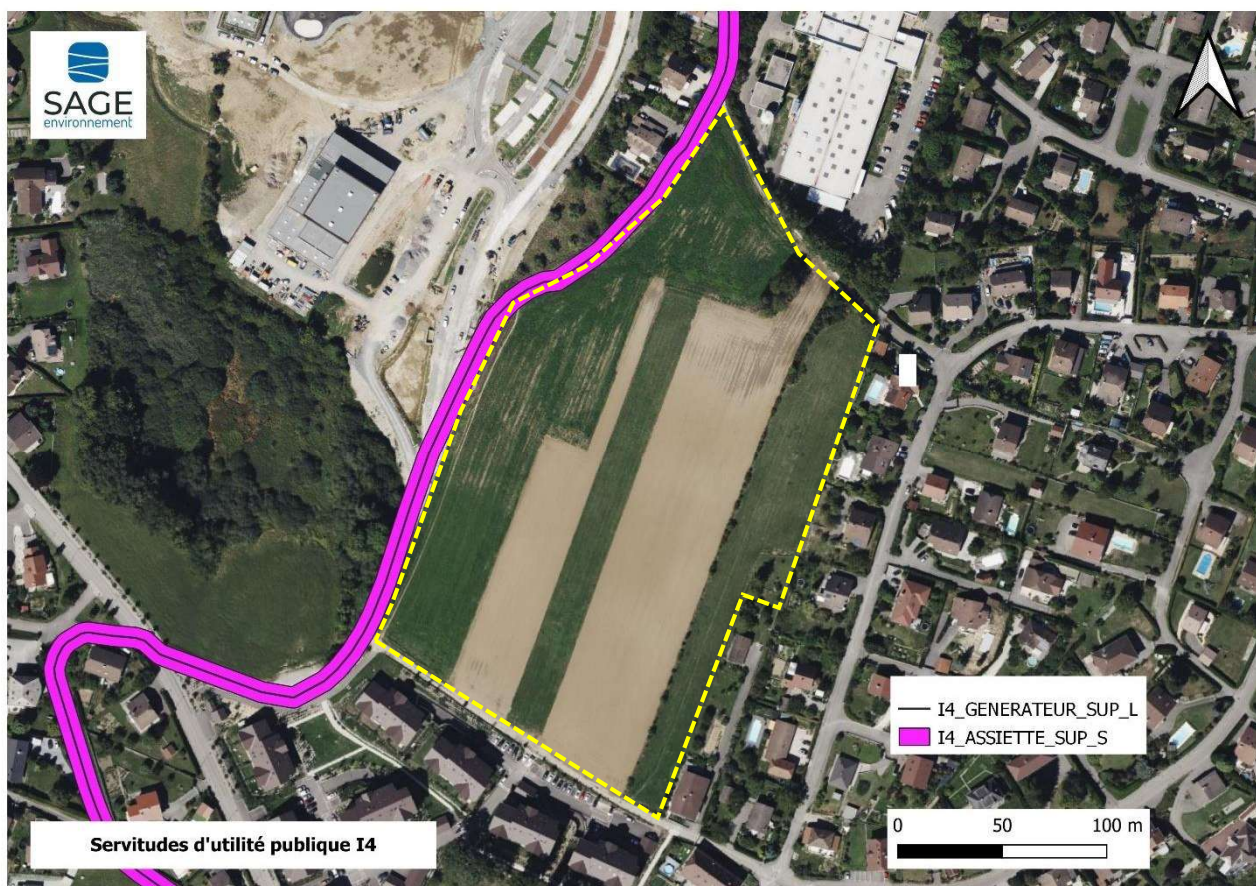 SAGE
environnement
I4_GENERATEUR_SUP_L
I4_ASSIETTE_SUP_S
0 50 100 m
Servitudes d'utilité publique I4